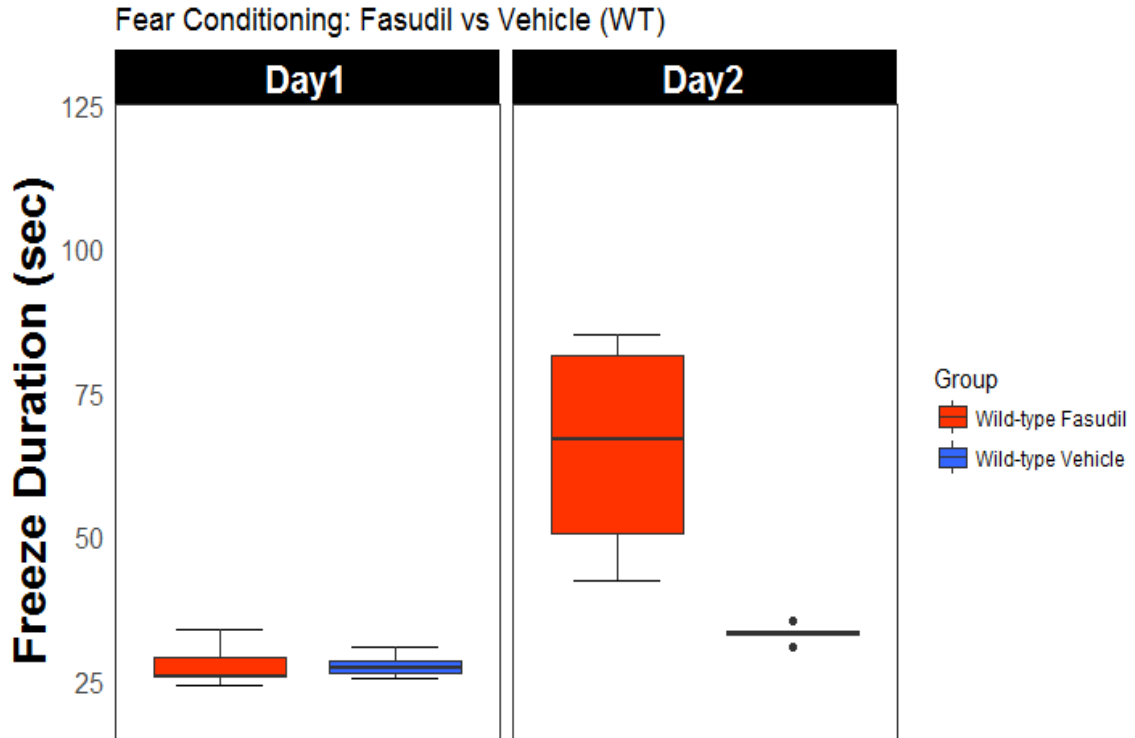 Fear Conditioning: Fasudil vs Vehicle (WT)
Day1
Day2
Freeze Duration (sec)
125
100
75
50
25
Group
Wild-type Fasudil
Wild-type Vehicle